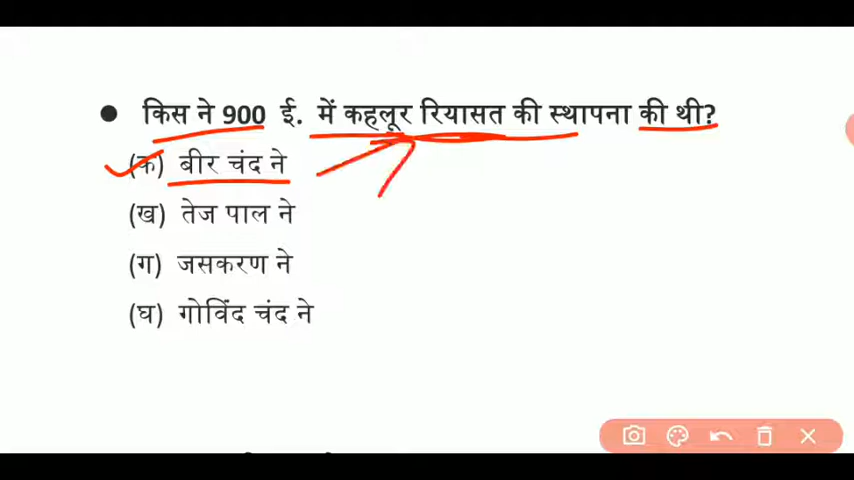 ● किस ने 900 ई. में कहलूर रियासत की स्थापना की थी?
(क) बीर चंद ने
(ख) तेज पाल ने
(ग) जसकरण ने
(घ) गोविंद चंद ने